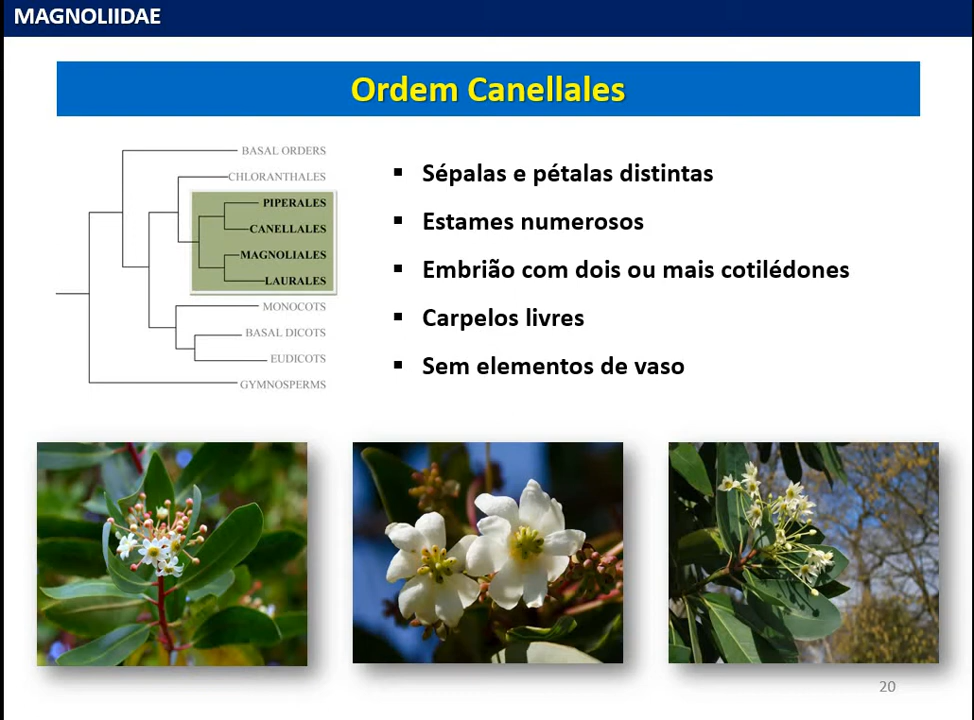 MAGNOLIIDAE
Ordem Canellales
BASAL ORDERS
CHLORANTHALES
PIPERALES
CANELLALES
MAGNOLIALES
LAURALES
MONOCOTS
BASAL DICOTS
EUDICOTS
GYMNOSPERMS
▪ Sépalas e pétalas distintas
▪ Estames numerosos
▪ Embrião com dois ou mais cotilédones
▪ Carpelos livres
▪ Sem elementos de vaso
20